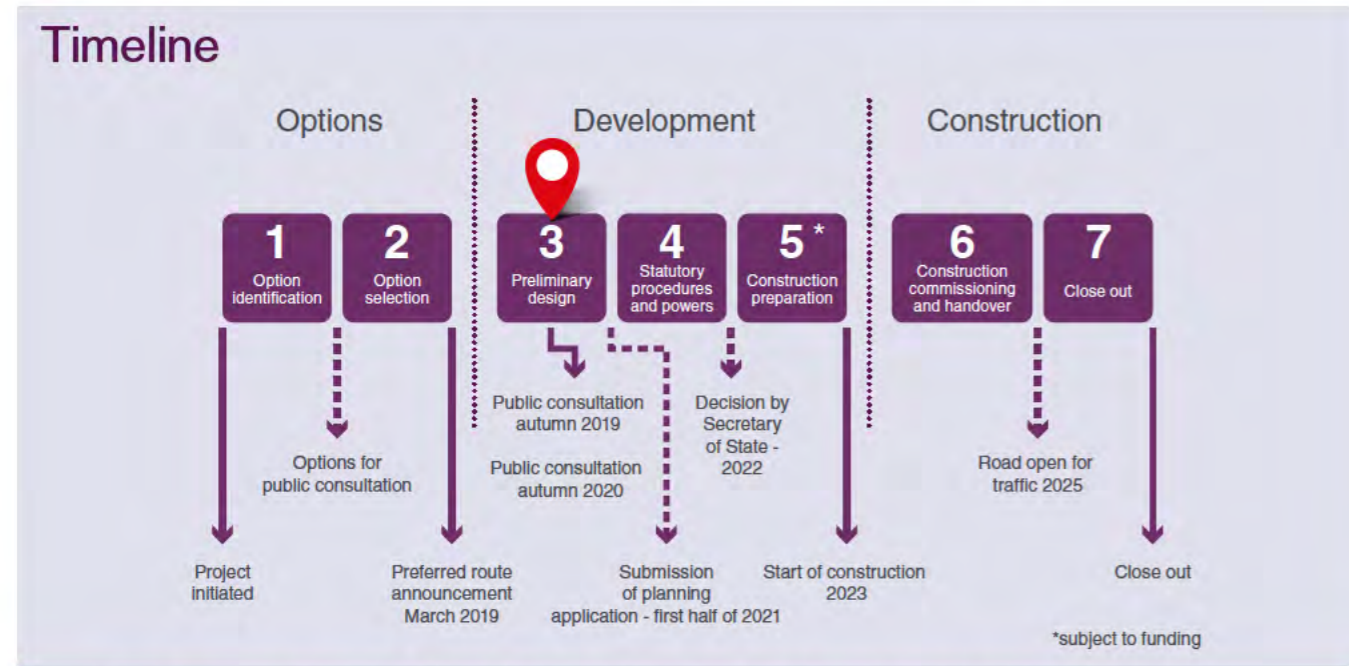 Timeline
Options
Development
Construction
1
Option
identification
2
Option
selection
3
Preliminary
design
4
Statutory
procedures
and powers
5 *
Construction
preparation
6
Construction
commissioning
and handover
7
Close out
Public consultation
autumn 2019
Public consultation
autumn 2020
Decision by
Secretary
of State -
2022
Options for
public consultation
Road open for
traffic 2025
Project
initiated
Preferred route
announcement
March 2019
Submission
of planning
application - first half of 2021
Start of construction
2023
Close out
*subject to funding